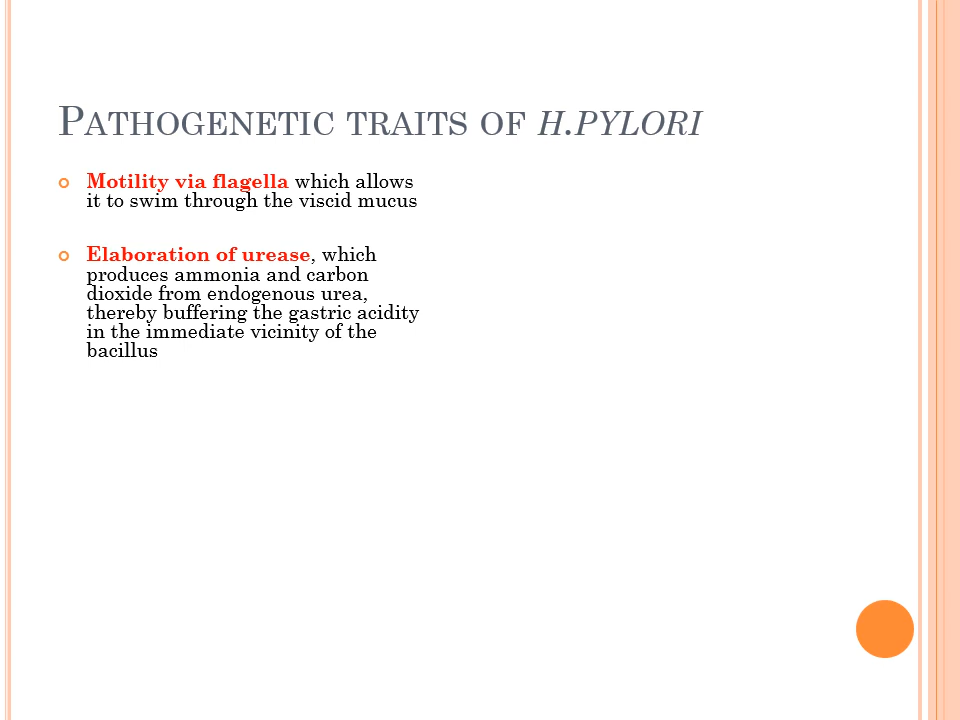 PATHOGENETIC TRAITS OF H.PYLORI
Motility via flagella which allows
it to swim through the viscid mucus
Elaboration of urease, which
produces ammonia and carbon
dioxide from endogenous urea,
thereby buffering the gastric acidity
in the immediate vicinity of the
bacillus